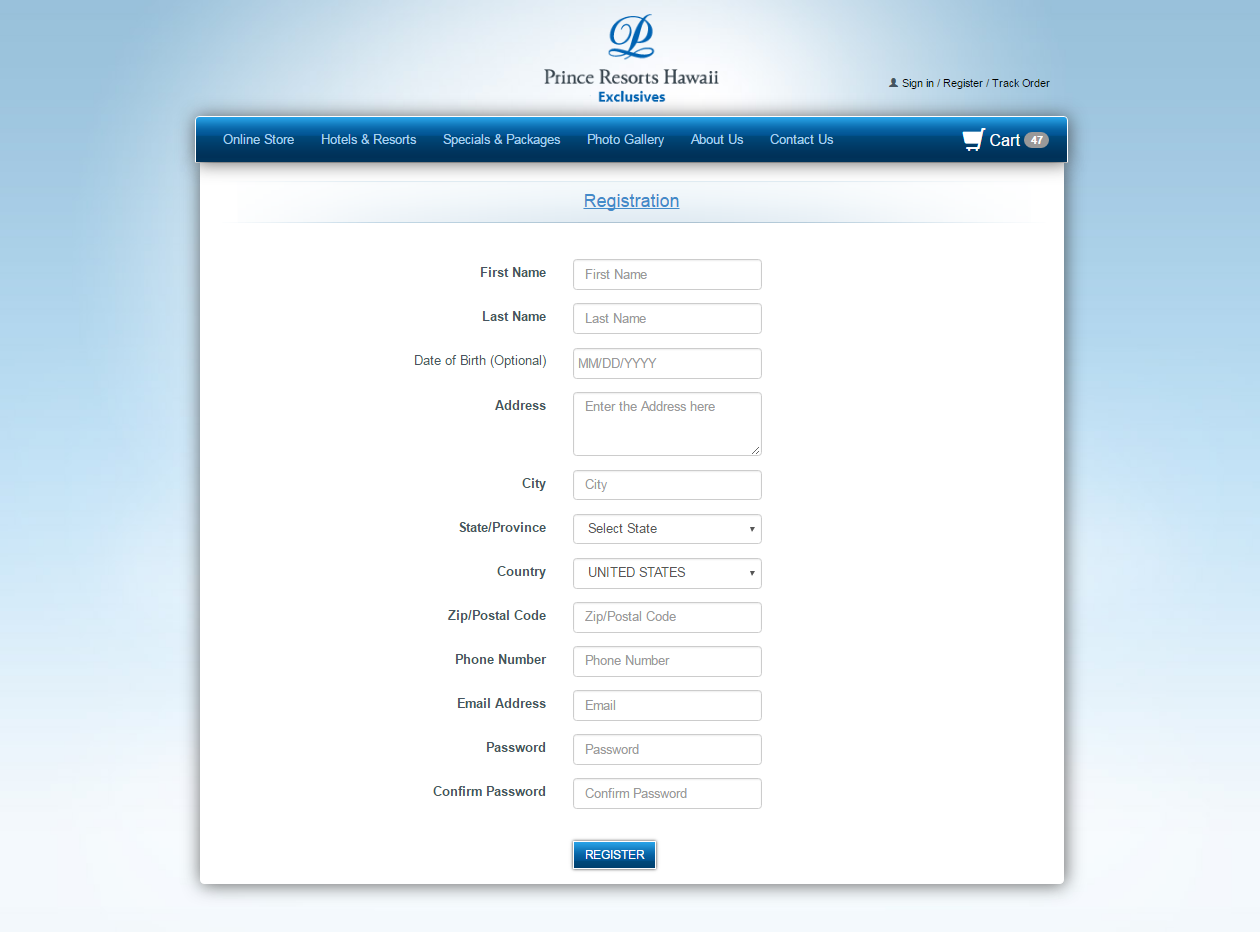 Prince Resorts Hawaii
Exclusives
Sign in / Register / Track Order
Online Store Hotels & Resorts Specials & Packages Photo Gallery About Us Contact Us Cart 47
Registration
First Name First Name
Last Name Last Name
Date of Birth (Optional) MM/DD/YYYY
Address Enter the Address here
City City
State/Province Select State
Country UNITED STATES
Zip/Postal Code Zip/Postal Code
Phone Number Phone Number
Email Address Email
Password Password
Confirm Password Confirm Password
REGISTER